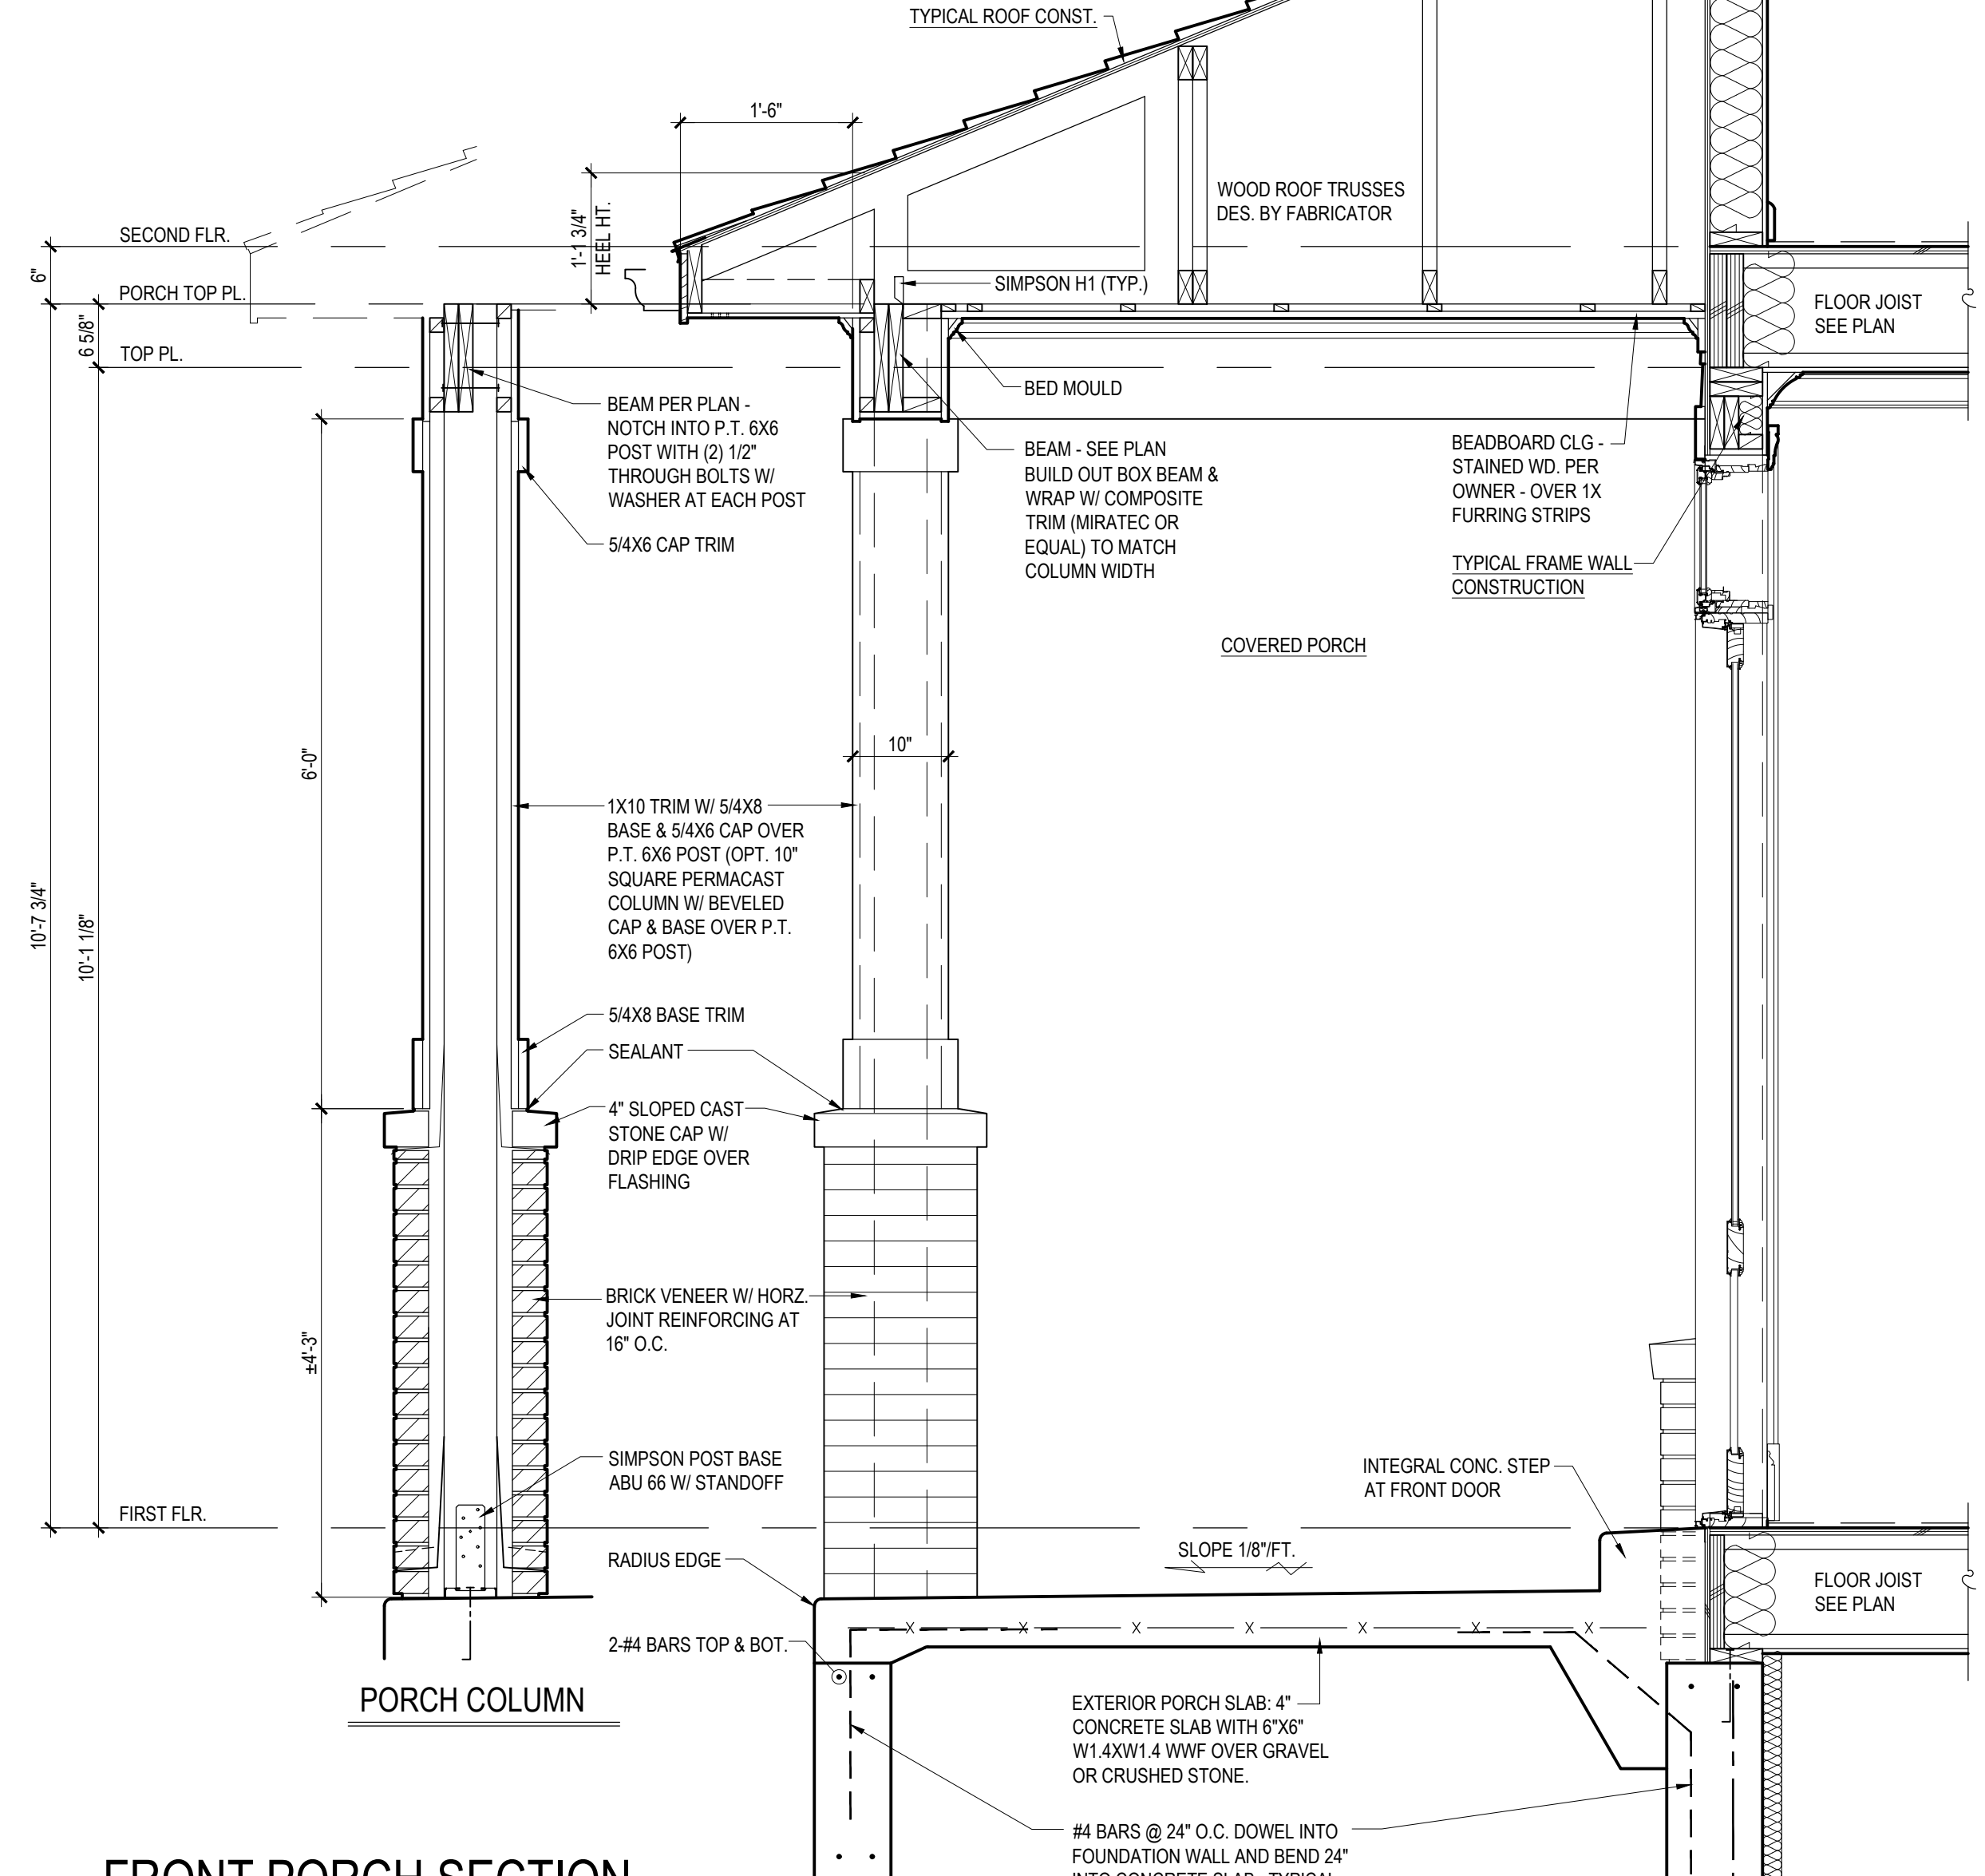 TYPICAL ROOF CONST.
1'-6"
1'-1 3/4"
HEEL HT.
WOOD ROOF TRUSSES
DES. BY FABRICATOR
SECOND FLR.
6"
PORCH TOP PL.
6 5/8"
TOP PL.
SIMPSON H1 (TYP.)
FLOOR JOIST
SEE PLAN
BED MOULD
BEAM PER PLAN -
NOTCH INTO P.T. 6X6
POST WITH (2) 1/2"
THROUGH BOLTS W/
WASHER AT EACH POST
5/4X6 CAP TRIM
BEAM - SEE PLAN
BUILD OUT BOX BEAM &
WRAP W/ COMPOSITE
TRIM (MIRATEC OR
EQUAL) TO MATCH
COLUMN WIDTH
BEADBOARD CLG -
STAINED WD. PER
OWNER - OVER 1X
FURRING STRIPS
TYPICAL FRAME WALL
CONSTRUCTION
COVERED PORCH
6'-0"
10"
10'-7 3/4"
10'-1 1/8"
1X10 TRIM W/ 5/4X8
BASE & 5/4X6 CAP OVER
P.T. 6X6 POST (OPT. 10"
SQUARE PERMACAST
COLUMN W/ BEVELED
CAP & BASE OVER P.T.
6X6 POST)
5/4X8 BASE TRIM
SEALANT
4" SLOPED CAST
STONE CAP W/
DRIP EDGE OVER
FLASHING
BRICK VENEER W/ HORZ.
JOINT REINFORCING AT
16" O.C.
±4'-3"
SIMPSON POST BASE
ABU 66 W/ STANDOFF
INTEGRAL CONC. STEP
AT FRONT DOOR
FIRST FLR.
RADIUS EDGE
SLOPE 1/8"/FT.
FLOOR JOIST
SEE PLAN
X X X X X X X
2-#4 BARS TOP & BOT.
PORCH COLUMN
EXTERIOR PORCH SLAB: 4"
CONCRETE SLAB WITH 6"X6"
W1.4XW1.4 WWF OVER GRAVEL
OR CRUSHED STONE.
#4 BARS @ 24" O.C. DOWEL INTO
FOUNDATION WALL AND BEND 24"
INTO CONCRETE SLAB - TYPICAL
FRONT PORCH SECTION